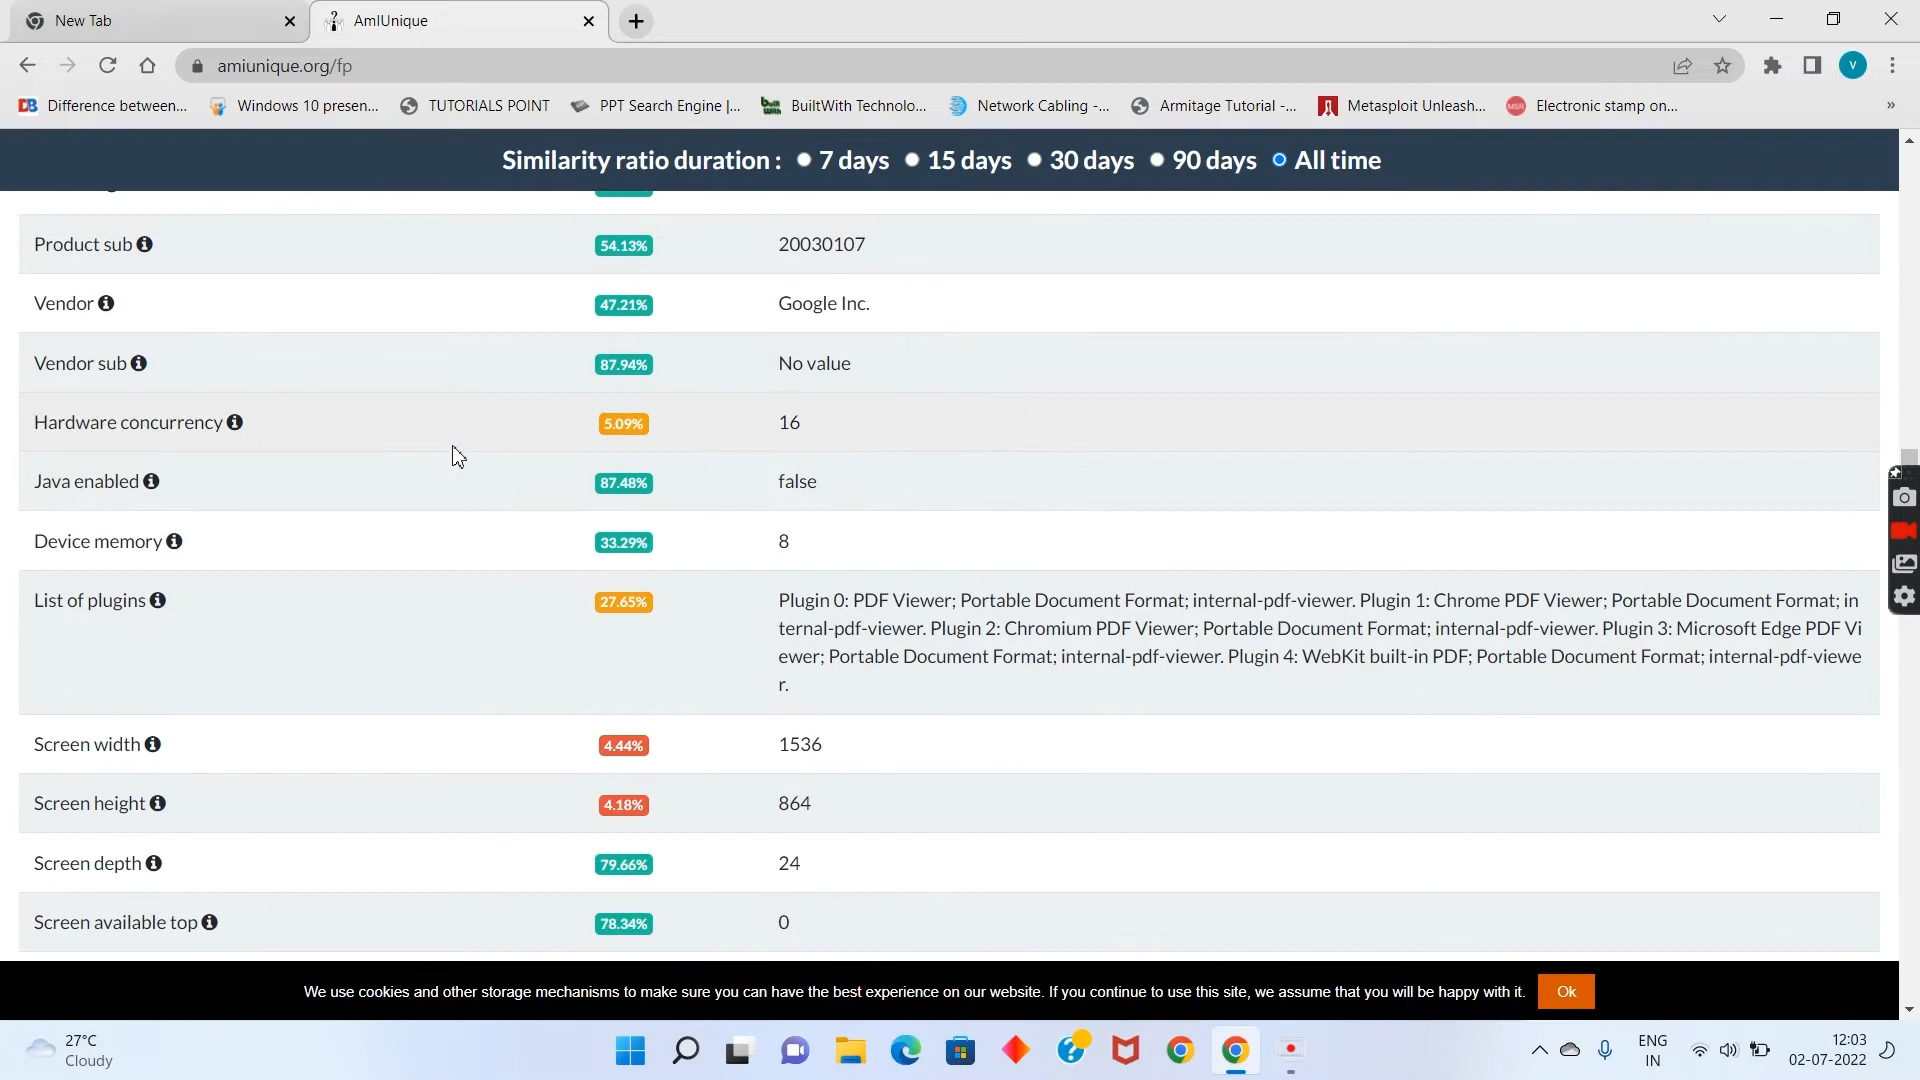 New Tab
AmIUnique
amiunique.org/fp
V
Difference between...
Windows 10 presen...
TUTORIALS POINT
PPT Search Engine |...
BuiltWith Technolo...
Network Cabling -...
Armitage Tutorial -...
Metasploit Unleash...
Electronic stamp on...
»
Similarity ratio duration : 7 days 15 days 30 days 90 days All time
Product sub 54.13% 20030107
Vendor 47.21% Google Inc.
Vendor sub 87.94% No value
Hardware concurrency 5.09% 16
Java enabled 87.48% false
Device memory 33.29% 8
List of plugins 27.65% Plugin 0: PDF Viewer; Portable Document Format; internal-pdf-viewer. Plugin 1: Chrome PDF Viewer; Portable Document Format; in
ternal-pdf-viewer. Plugin 2: Chromium PDF Viewer; Portable Document Format; internal-pdf-viewer. Plugin 3: Microsoft Edge PDF Vi
ewer; Portable Document Format; internal-pdf-viewer. Plugin 4: WebKit built-in PDF; Portable Document Format; internal-pdf-viewe
r.
Screen width 4.44% 1536
Screen height 4.18% 864
Screen depth 79.66% 24
Screen available top 78.34% 0
We use cookies and other storage mechanisms to make sure you can have the best experience on our website. If you continue to use this site, we assume that you will be happy with it. Ok
27°C
Cloudy
ENG
IN
12:03
02-07-2022